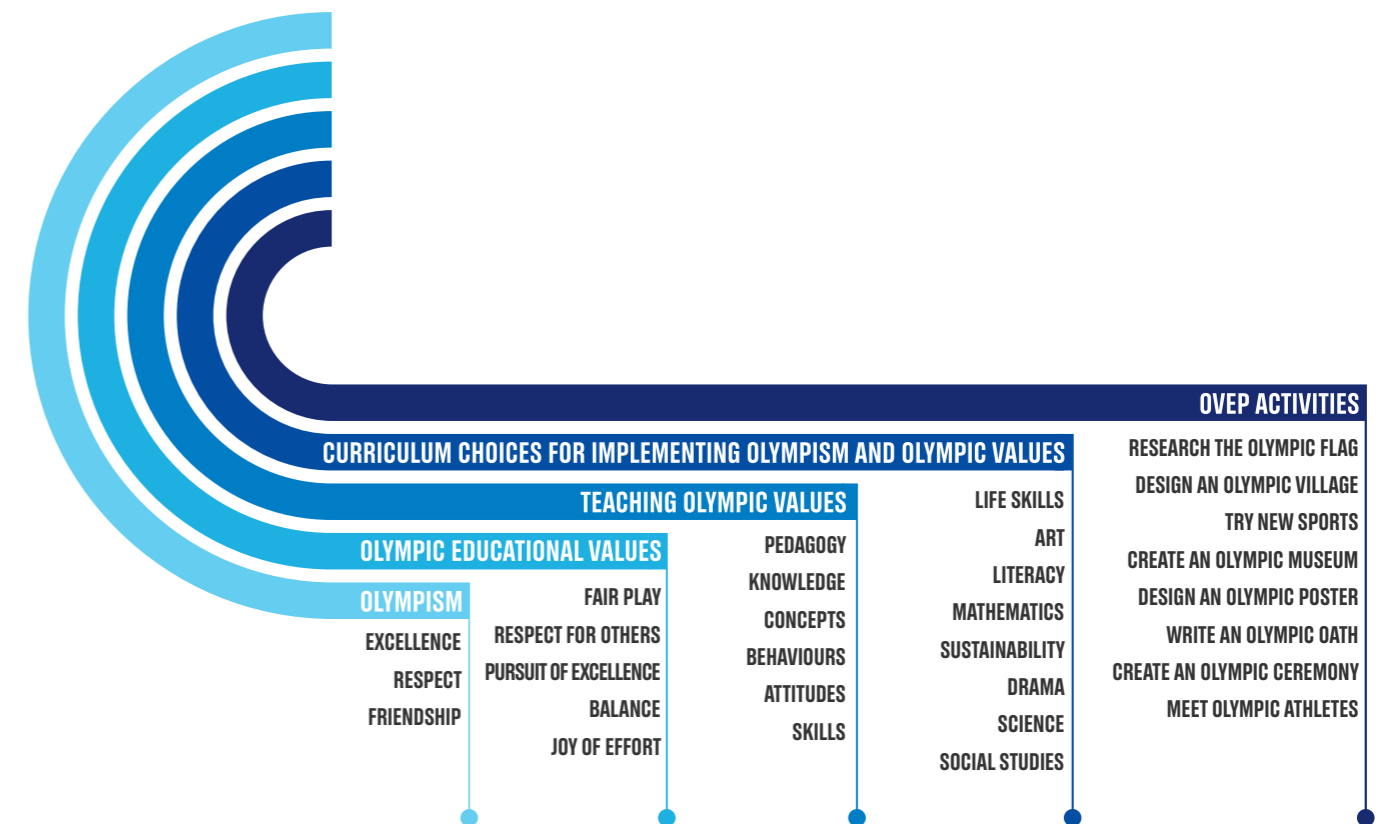 OVEP ACTIVITIES
RESEARCH THE OLYMPIC FLAG
DESIGN AN OLYMPIC VILLAGE
TRY NEW SPORTS
CREATE AN OLYMPIC MUSEUM
DESIGN AN OLYMPIC POSTER
WRITE AN OLYMPIC OATH
CREATE AN OLYMPIC CEREMONY
MEET OLYMPIC ATHLETES
CURRICULUM CHOICES FOR IMPLEMENTING OLYMPISM AND OLYMPIC VALUES
LIFE SKILLS
ART
LITERACY
MATHEMATICS
SUSTAINABILITY
DRAMA
SCIENCE
SOCIAL STUDIES
TEACHING OLYMPIC VALUES
PEDAGOGY
KNOWLEDGE
CONCEPTS
BEHAVIOURS
ATTITUDES
SKILLS
OLYMPIC EDUCATIONAL VALUES
FAIR PLAY
RESPECT FOR OTHERS
PURSUIT OF EXCELLENCE
BALANCE
JOY OF EFFORT
OLYMPISM
EXCELLENCE
RESPECT
FRIENDSHIP